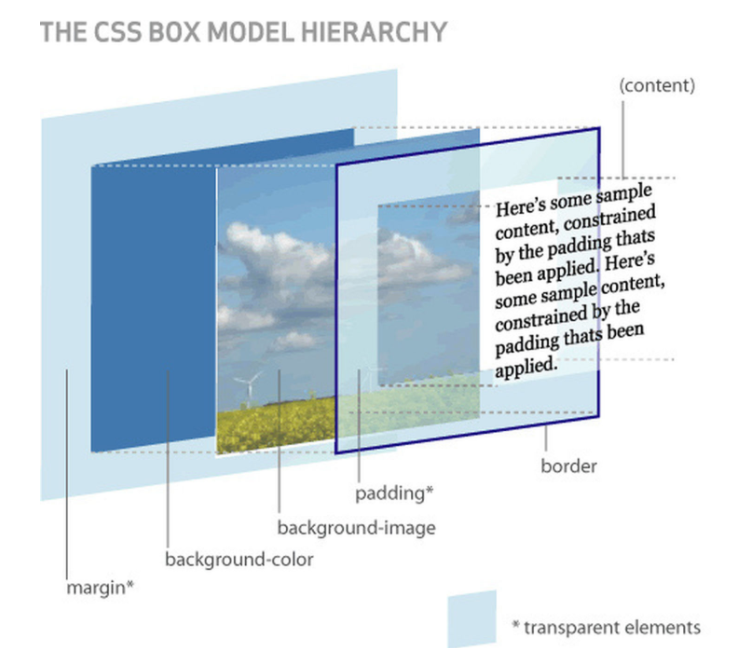 THE CSS BOX MODEL HIERARCHY
(content)
Here's some sample
content, constrained
by the padding thats
been applied. Here's
some sample content,
constrained by the
padding thats been
applied.
border
padding*
background-image
background-color
margin*
* transparent elements